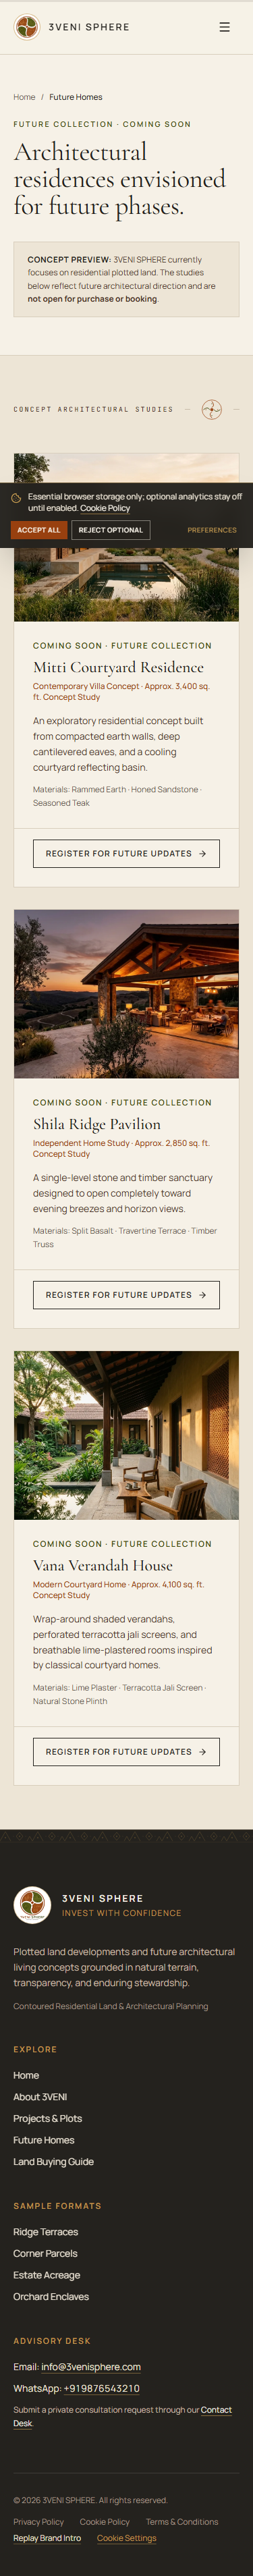 3VENI SPHERE
Home / Future Homes
FUTURE COLLECTION · COMING SOON
Architectural
residences envisioned
for future phases.
CONCEPT PREVIEW: 3VENI SPHERE currently
focuses on residential plotted land. The studies
below reflect future architectural direction and are
not open for purchase or booking.
CONCEPT ARCHITECTURAL STUDIES
Essential browser storage only; optional analytics stay off
until enabled. Cookie Policy
ACCEPT ALL
REJECT OPTIONAL
PREFERENCES
COMING SOON · FUTURE COLLECTION
Mitti Courtyard Residence
Contemporary Villa Concept · Approx. 3,400 sq.
ft. Concept Study
An exploratory residential concept built
from compacted earth walls, deep
cantilevered eaves, and a cooling
courtyard reflecting basin.
Materials: Rammed Earth · Honed Sandstone ·
Seasoned Teak
REGISTER FOR FUTURE UPDATES →
COMING SOON · FUTURE COLLECTION
Shila Ridge Pavilion
Independent Home Study · Approx. 2,850 sq. ft.
Concept Study
A single-level stone and timber sanctuary
designed to open completely toward
evening breezes and horizon views.
Materials: Split Basalt · Travertine Terrace · Timber
Truss
REGISTER FOR FUTURE UPDATES →
COMING SOON · FUTURE COLLECTION
Vana Verandah House
Modern Courtyard Home · Approx. 4,100 sq. ft.
Concept Study
Wrap-around shaded verandahs,
perforated terracotta jali screens, and
breathable lime-plastered rooms inspired
by classical courtyard homes.
Materials: Lime Plaster · Terracotta Jali Screen ·
Natural Stone Plinth
REGISTER FOR FUTURE UPDATES →
3VENI SPHERE
INVEST WITH CONFIDENCE
Plotted land developments and future architectural
living concepts grounded in natural terrain,
transparency, and enduring stewardship.
Contoured Residential Land & Architectural Planning
EXPLORE
Home
About 3VENI
Projects & Plots
Future Homes
Land Buying Guide
SAMPLE FORMATS
Ridge Terraces
Corner Parcels
Estate Acreage
Orchard Enclaves
ADVISORY DESK
Email: info@3venisphere.com
WhatsApp: +919876543210
Submit a private consultation request through our Contact
Desk.
© 2026 3VENI SPHERE. All rights reserved.
Privacy Policy Cookie Policy Terms & Conditions
Replay Brand Intro Cookie Settings